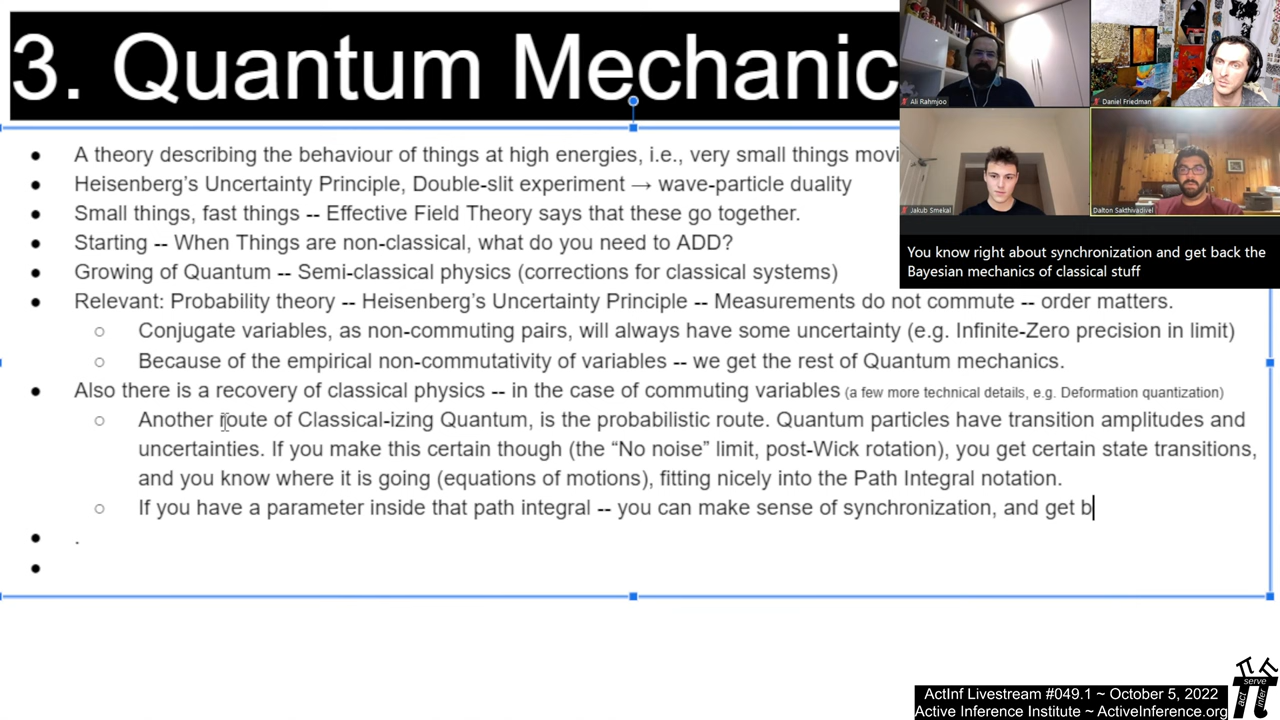 3. Quantum Mechanic
● A theory describing the behaviour of things at high energies, i.e., very small things movi
● Heisenberg’s Uncertainty Principle, Double-slit experiment → wave-particle duality
● Small things, fast things -- Effective Field Theory says that these go together.
● Starting -- When Things are non-classical, what do you need to ADD?
● Growing of Quantum -- Semi-classical physics (corrections for classical systems)
● Relevant: Probability theory -- Heisenberg’s Uncertainty Principle -- Measurements do not commute -- order matters.
○ Conjugate variables, as non-commuting pairs, will always have some uncertainty (e.g. Infinite-Zero precision in limit)
○ Because of the empirical non-commutativity of variables -- we get the rest of Quantum mechanics.
● Also there is a recovery of classical physics -- in the case of commuting variables (a few more technical details, e.g. Deformation quantization)
○ Another route of Classical-izing Quantum, is the probabilistic route. Quantum particles have transition amplitudes and
uncertainties. If you make this certain though (the “No noise” limit, post-Wick rotation), you get certain state transitions,
and you know where it is going (equations of motions), fitting nicely into the Path Integral notation.
○ If you have a parameter inside that path integral -- you can make sense of synchronization, and get b
● .
●
Ali Rahmjoo
Daniel Friedman
Jakub Smekal
Dalton Sakthivadivel
You know right about synchronization and get back the
Bayesian mechanics of classical stuff
serve
act
infer
ActInf Livestream #049.1 ~ October 5, 2022
Active Inference Institute ~ ActiveInference.org